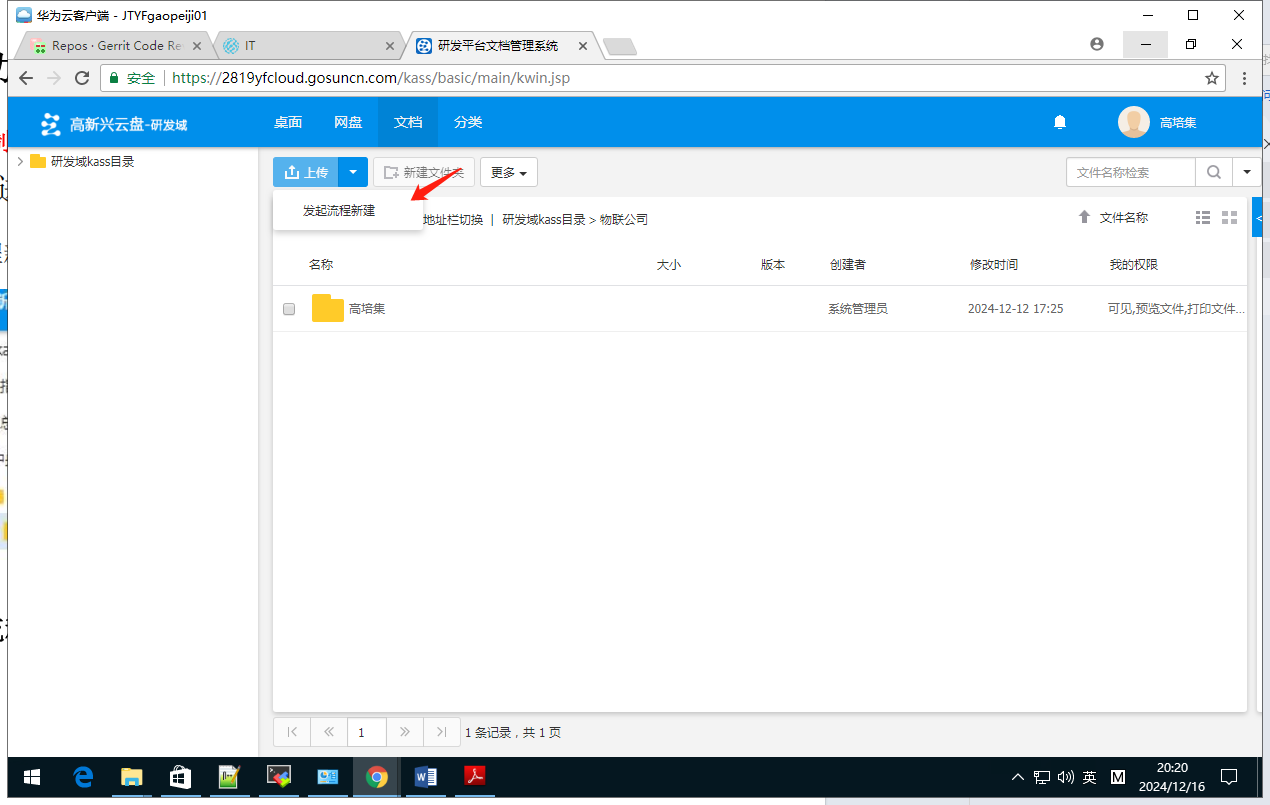 华为云客户端 - JTYFgaopeiji01
Repos · Gerrit Code Re
IT
研发平台文档管理系统
安全
https://2819yfcloud.gosuncn.com/kass/basic/main/kwin.jsp
高新兴云盘-研发域
桌面
网盘
文档
分类
高培集
研发域kass目录
上传
新建文件夹
更多
文件名称检索
发起流程新建
地址栏切换 | 研发域kass目录 > 物联公司
文件名称
名称
大小
版本
创建者
修改时间
我的权限
高培集
系统管理员
2024-12-12 17:25
可见,预览文件,打印文件...
1
1 条记录，共 1 页
英
M
20:20
2024/12/16